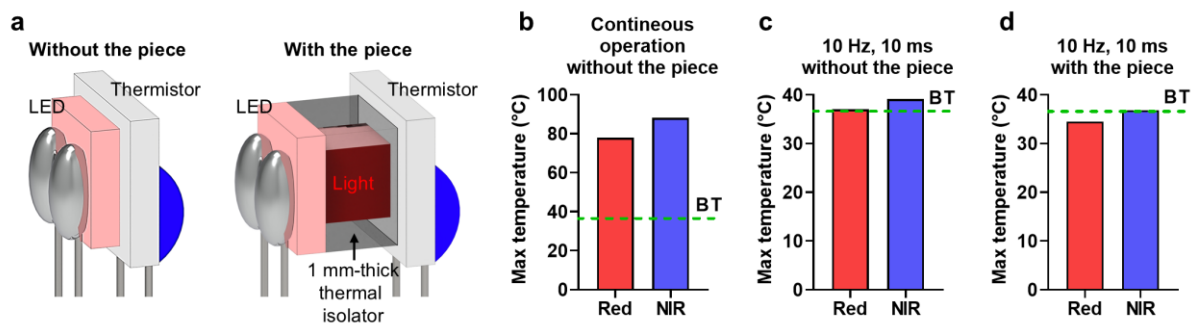 a
Without the piece
LED
Thermistor
With the piece
LED
Thermistor
Light
1 mm-thick
thermal
isolator
b
Contineous
operation
without the piece
Max temperature (°C)
100
80
60
40
20
0
BT
Red NIR
c
10 Hz, 10 ms
without the piece
Max temperature (°C)
40
30
20
10
0
BT
Red NIR
d
10 Hz, 10 ms
with the piece
Max temperature (°C)
40
30
20
10
0
BT
Red NIR